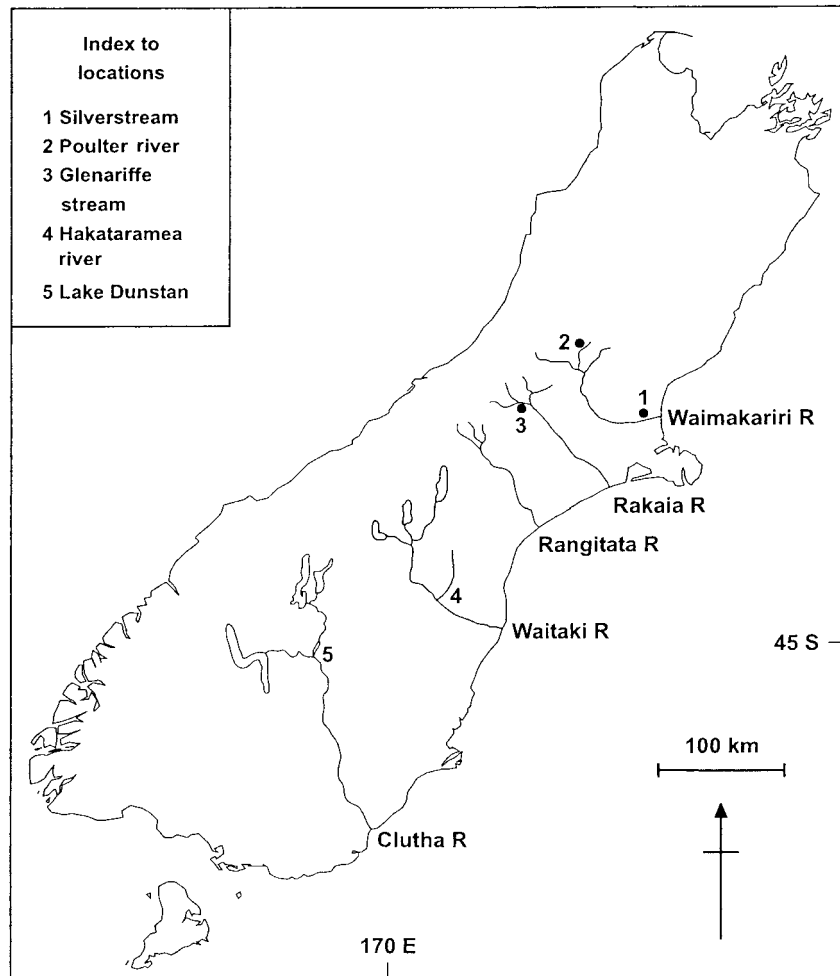 Index to
locations
1 Silverstream
2 Poulter river
3 Glenariffe
stream
4 Hakataramea
river
5 Lake Dunstan
2
1
Waimakariri R
3
Rakaia R
Rangitata R
4
Waitaki R
45 S
5
100 km
Clutha R
170 E